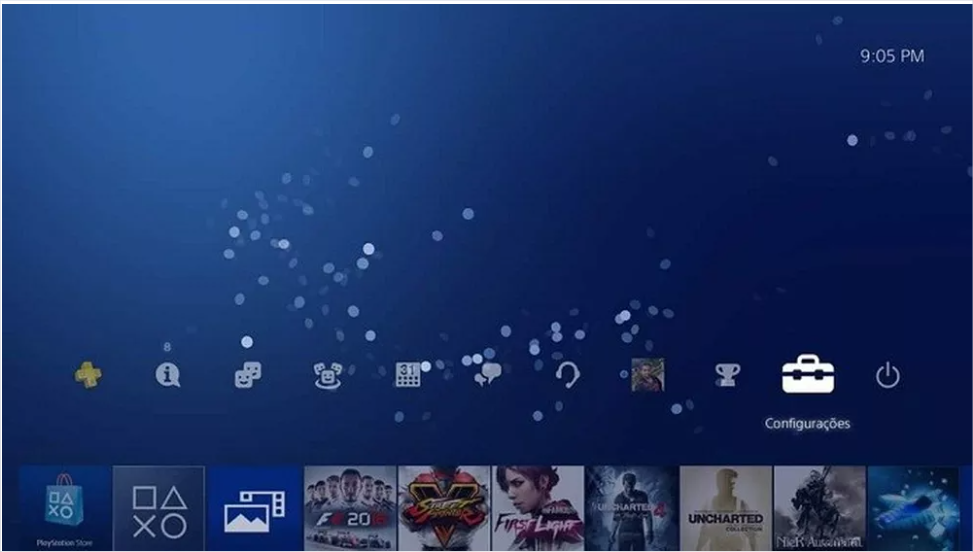 9:05 PM
8
31
Configurações
PlayStation Store
F1 2016
STREET FIGHTER V
inFAMOUS
FIRST LIGHT
UNCHARTED 4
UNCHARTED
COLLECTION
NieR:Automata